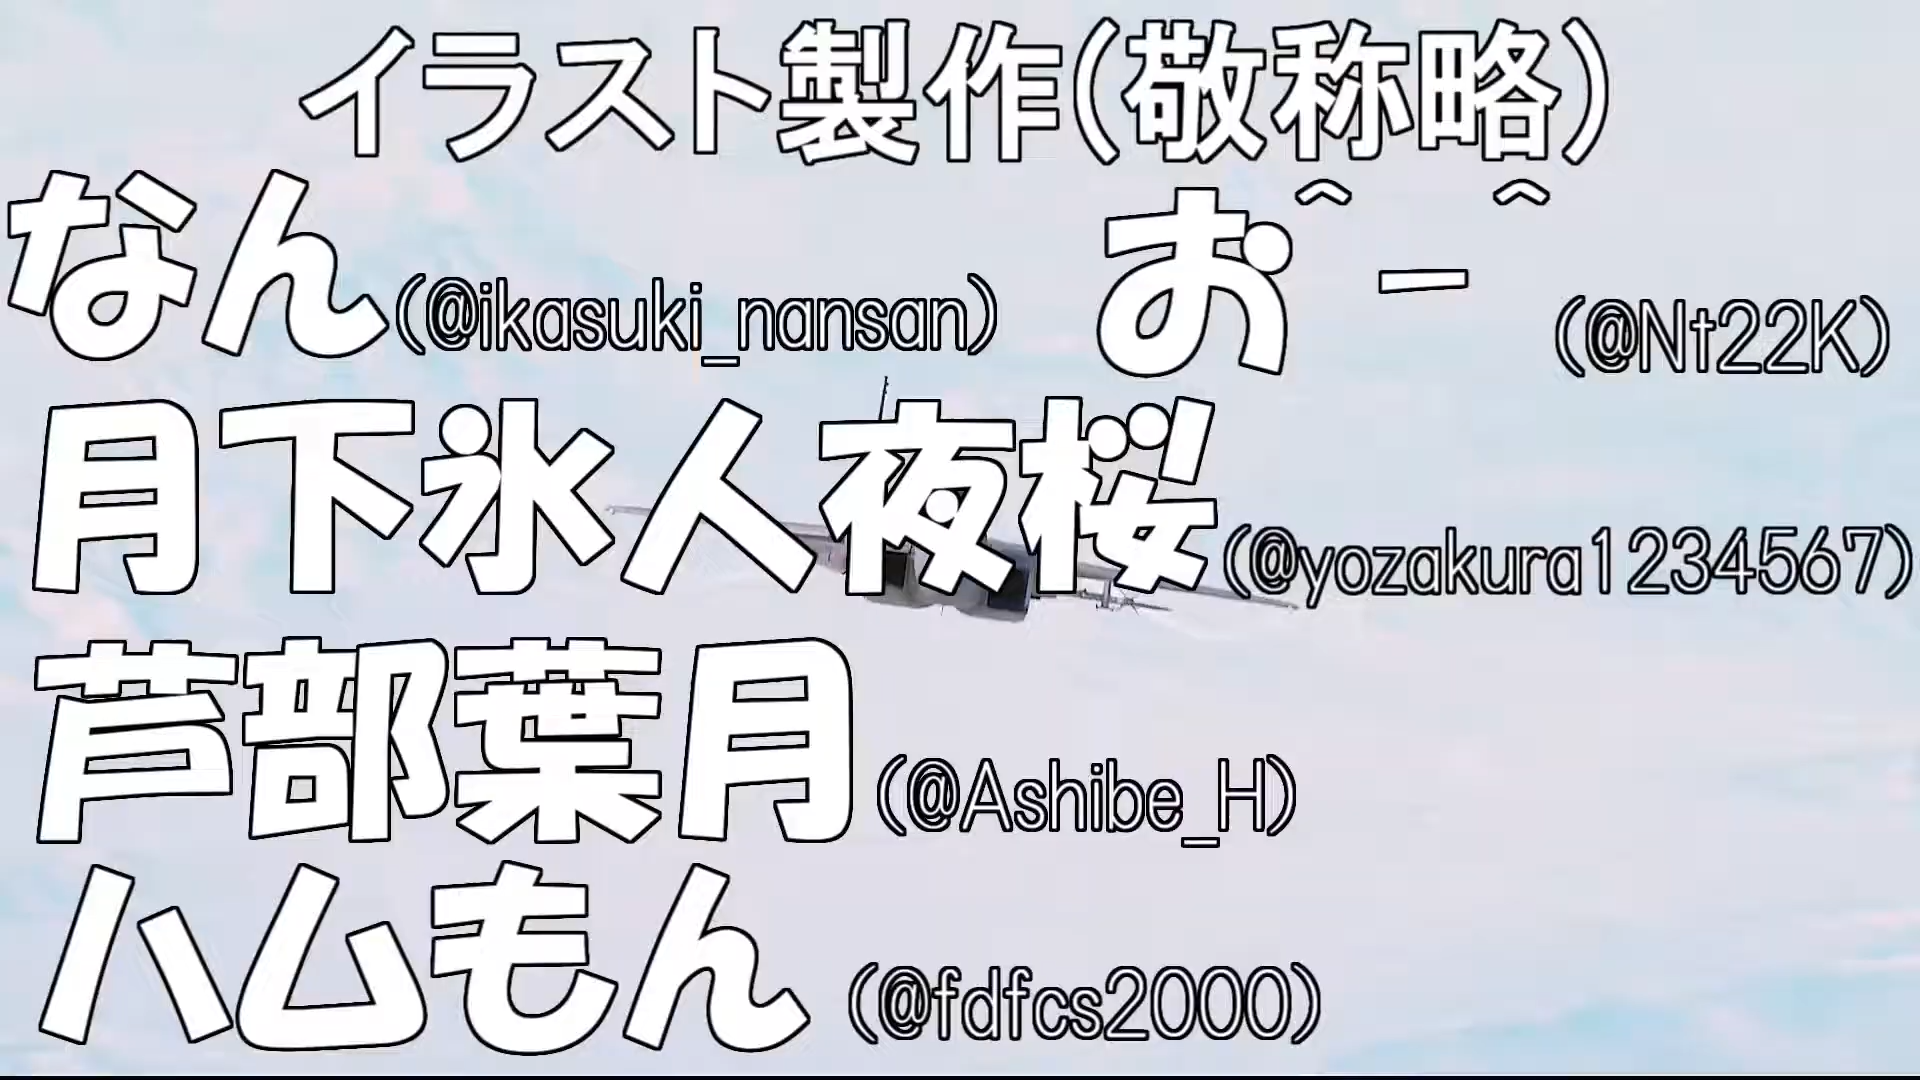 イラスト製作(敬称略)
なん(@ikasuki_nansan) お^ー^(@Nt22K)
月下氷人夜桜(@yozakura1234567)
芦部葉月(@Ashibe_H)
ハムもん(@fdfcs2000)